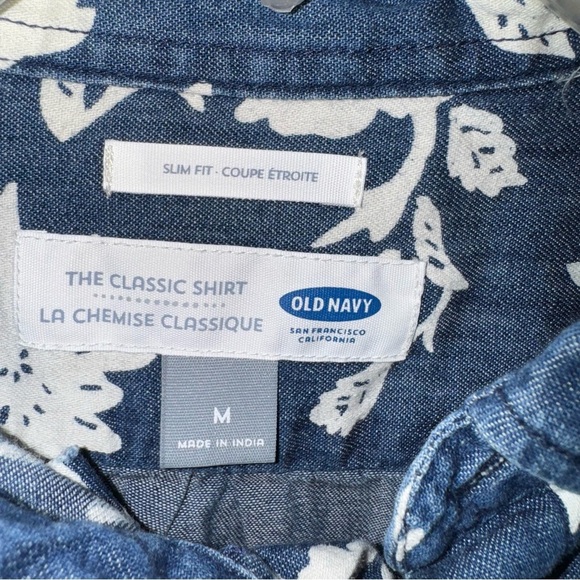 SLIM FIT · COUPE ÉTROITE
THE CLASSIC SHIRT
LA CHEMISE CLASSIQUE
OLD NAVY
SAN FRANCISCO
CALIFORNIA
M
MADE IN INDIA